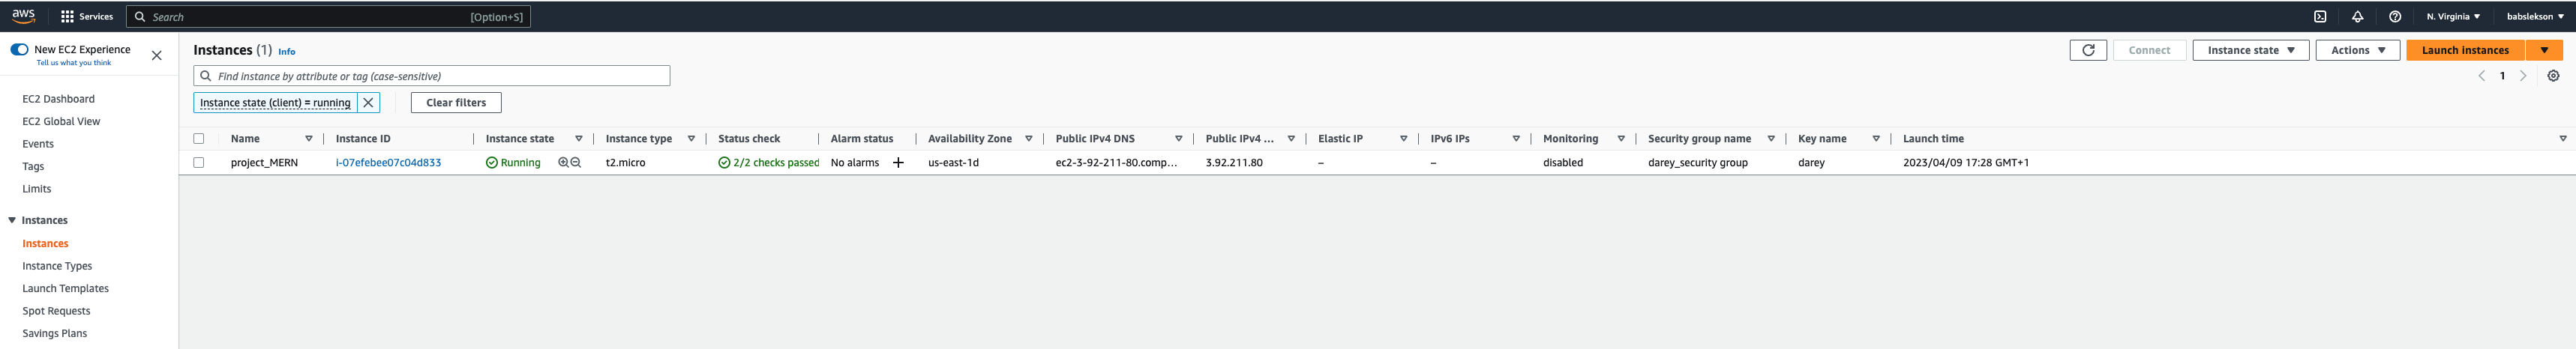 aws Services Search [Option+S] N. Virginia babslekson
New EC2 Experience
Tell us what you think
EC2 Dashboard
EC2 Global View
Events
Tags
Limits
Instances
Instances
Instance Types
Launch Templates
Spot Requests
Savings Plans
Instances (1) Info
Connect Instance state Actions Launch instances
Find instance by attribute or tag (case-sensitive)
1
Instance state (client) = running Clear filters
Name Instance ID Instance state Instance type Status check Alarm status Availability Zone Public IPv4 DNS Public IPv4 ... Elastic IP IPv6 IPs Monitoring Security group name Key name Launch time
project_MERN i-07efebee07c04d833 Running t2.micro 2/2 checks passed No alarms + us-east-1d ec2-3-92-211-80.comp... 3.92.211.80 – – disabled darey_security group darey 2023/04/09 17:28 GMT+1